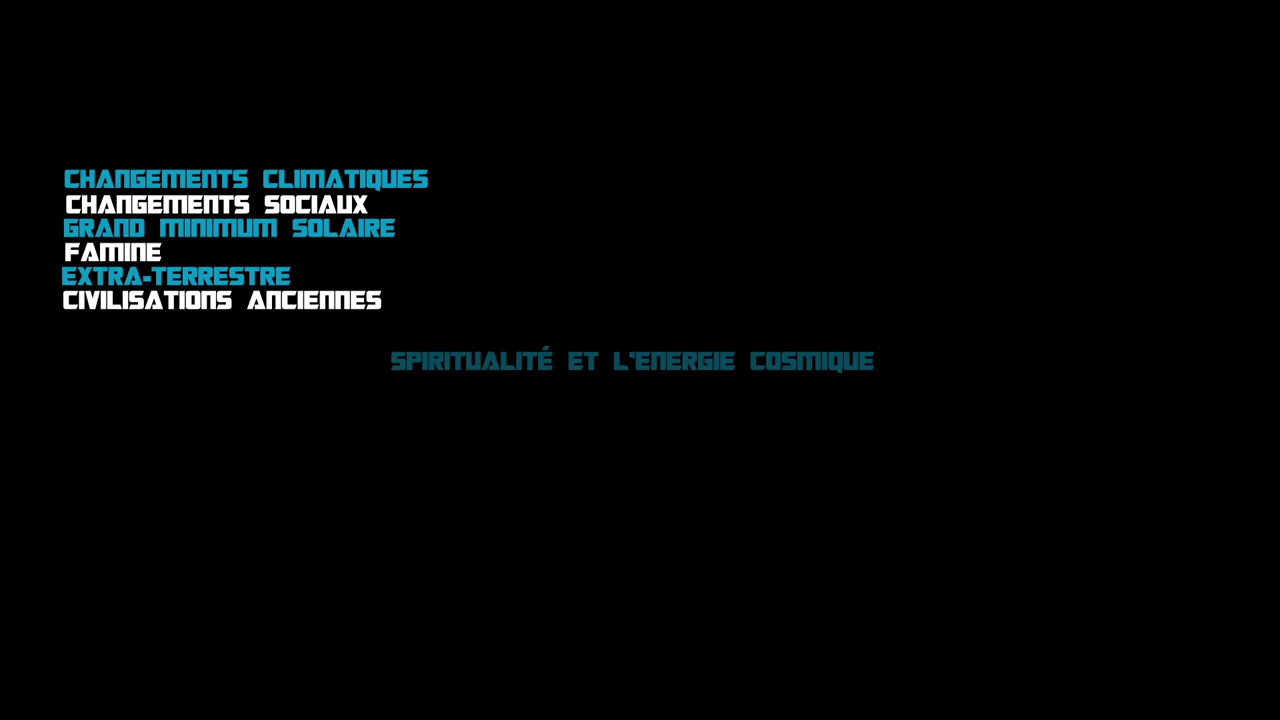 CHANGEMENTS CLIMATIQUES
CHANGEMENTS SOCIAUX
GRAND MINIMUM SOLAIRE
FAMINE
EXTRA-TERRESTRE
CIVILISATIONS ANCIENNES
SPIRITUALITÉ ET L'ENERGIE COSMIQUE